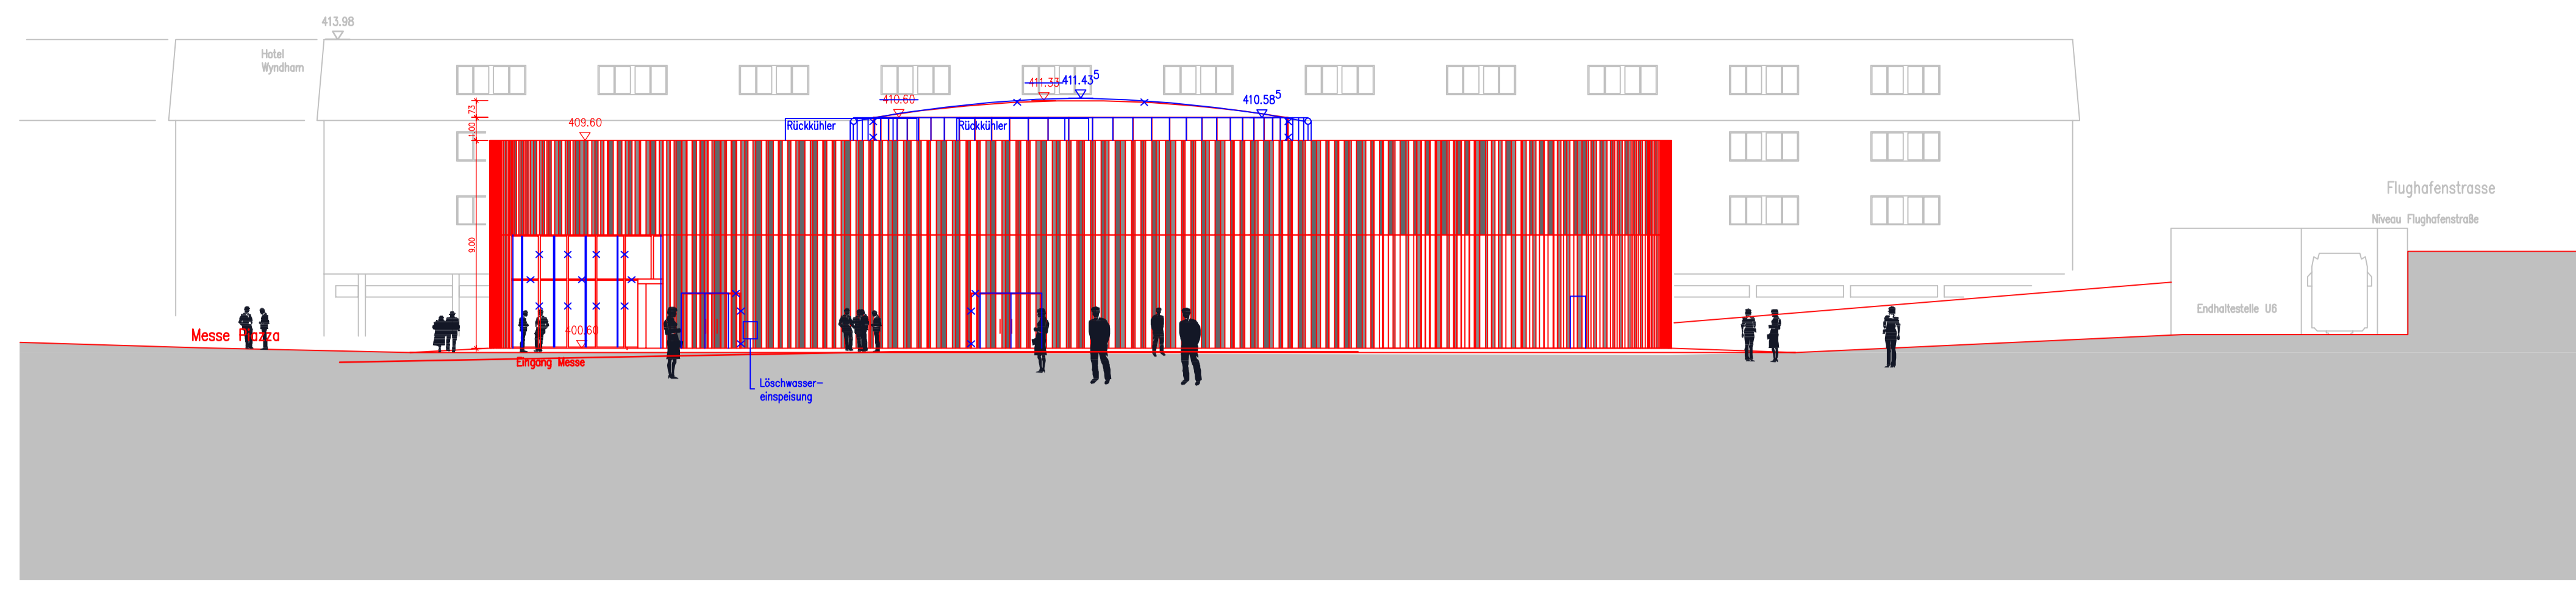 413.98
Hotel
Wyndham
411.33
411.43⁵
410.60
410.58⁵
409.60
.73
1.00
9.00
Rückkühler
Rückkühler
Flughafenstrasse
Niveau Flughafenstraße
Endhaltestelle U6
Messe Piazza
400.60
Eingang Messe
Löschwasser–
einspeisung